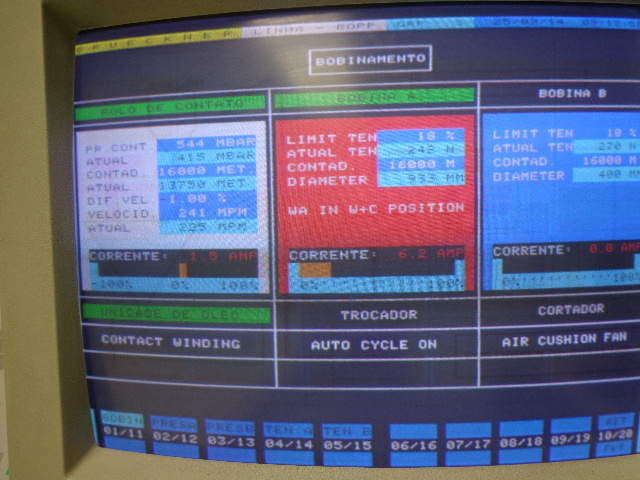 BRUECKNER LINHA - BOPP 25/09/14
BOBINAMENTO
ROLO DE CONTATO
PR.CONT 544 MBAR
ATUAL 415 MBAR
CONTAD 16000 MET.
ATUAL 13750 MET.
DIF.VEL -1.00 %
VELOCID. 241 MPM
ATUAL 225 MPM
CORRENTE: 1.5 AMP
-100% 0% 100%
BOBINA A
LIMIT TEN 18 %
ATUAL TEN 242 N
CONTAD. 16000 M
DIAMETER 933 MM
WA IN W+C POSITION
CORRENTE: 6.2 AMP
0% 100%
BOBINA B
LIMIT TEN 18 %
ATUAL TEN 270 N
CONTAD. 16000 M
DIAMETER 400 MM
CORRENTE: 0.0 AMP
0% 100%
UNIDADE DE OLEO TROCADOR CORTADOR
CONTACT WINDING AUTO CYCLE ON AIR CUSHION FAN
BOBIN PRESA PRESB TEN.A TEN.B RET
01/11 02/12 03/13 04/14 05/15 06/16 07/17 08/18 09/19 10/20